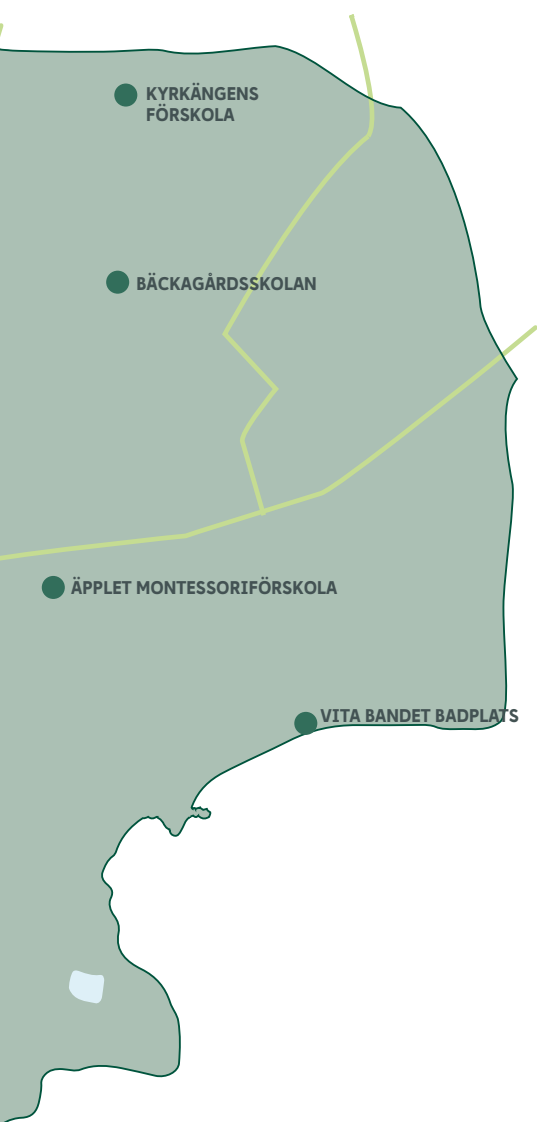 KYRKÄNGENS
FÖRSKOLA
BÄCKAGÅRDSSKOLAN
ÄPPLET MONTESSORIFÖRSKOLA
VITA BANDET BADPLATS